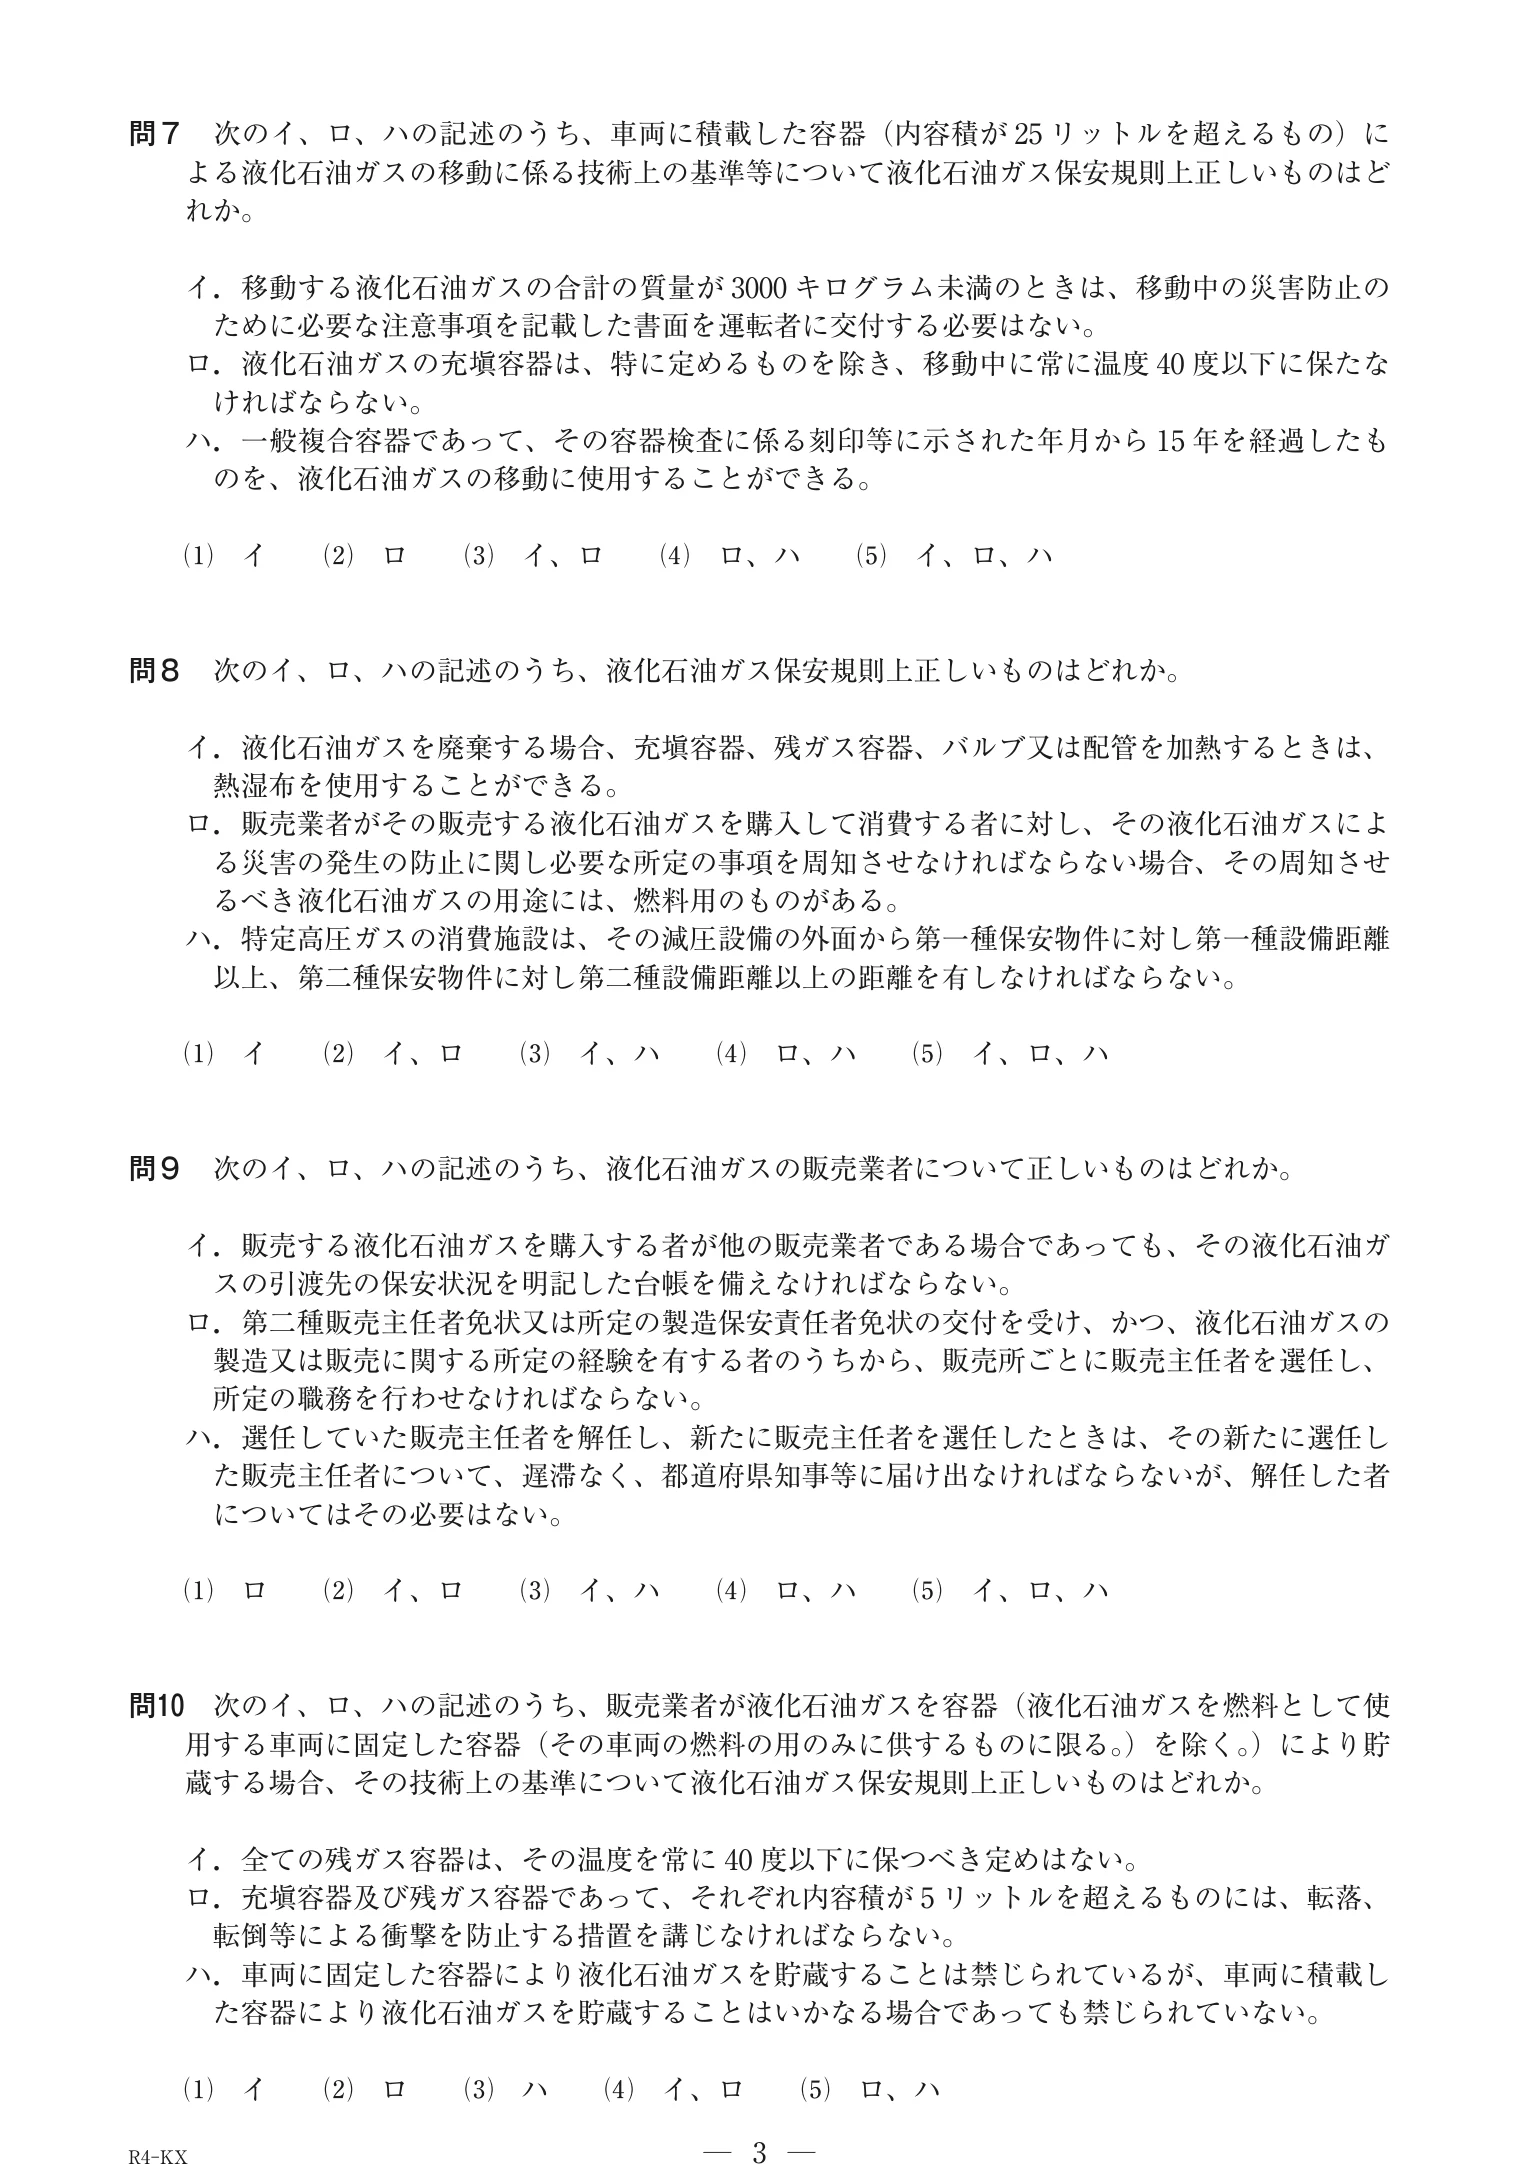 問7 次のイ、ロ、ハの記述のうち、車両に積載した容器（内容積が 25 リットルを超えるもの）に
よる液化石油ガスの移動に係る技術上の基準等について液化石油ガス保安規則上正しいものはど
れか。
イ．移動する液化石油ガスの合計の質量が 3000 キログラム未満のときは、移動中の災害防止の
ために必要な注意事項を記載した書面を運転者に交付する必要はない。
ロ．液化石油ガスの充塡容器は、特に定めるものを除き、移動中に常に温度 40 度以下に保たな
ければならない。
ハ．一般複合容器であって、その容器検査に係る刻印等に示された年月から 15 年を経過したも
のを、液化石油ガスの移動に使用することができる。
(1) イ (2) ロ (3) イ、ロ (4) ロ、ハ (5) イ、ロ、ハ
問8 次のイ、ロ、ハの記述のうち、液化石油ガス保安規則上正しいものはどれか。
イ．液化石油ガスを廃棄する場合、充塡容器、残ガス容器、バルブ又は配管を加熱するときは、
熱湿布を使用することができる。
ロ．販売業者がその販売する液化石油ガスを購入して消費する者に対し、その液化石油ガスによ
る災害の発生の防止に関し必要な所定の事項を周知させなければならない場合、その周知させ
るべき液化石油ガスの用途には、燃料用のものがある。
ハ．特定高圧ガスの消費施設は、その減圧設備の外面から第一種保安物件に対し第一種設備距離
以上、第二種保安物件に対し第二種設備距離以上の距離を有しなければならない。
(1) イ (2) イ、ロ (3) イ、ハ (4) ロ、ハ (5) イ、ロ、ハ
問9 次のイ、ロ、ハの記述のうち、液化石油ガスの販売業者について正しいものはどれか。
イ．販売する液化石油ガスを購入する者が他の販売業者である場合であっても、その液化石油ガ
スの引渡先の保安状況を明記した台帳を備えなければならない。
ロ．第二種販売主任者免状又は所定の製造保安責任者免状の交付を受け、かつ、液化石油ガスの
製造又は販売に関する所定の経験を有する者のうちから、販売所ごとに販売主任者を選任し、
所定の職務を行わせなければならない。
ハ．選任していた販売主任者を解任し、新たに販売主任者を選任したときは、その新たに選任し
た販売主任者について、遅滞なく、都道府県知事等に届け出なければならないが、解任した者
についてはその必要はない。
(1) ロ (2) イ、ロ (3) イ、ハ (4) ロ、ハ (5) イ、ロ、ハ
問10 次のイ、ロ、ハの記述のうち、販売業者が液化石油ガスを容器（液化石油ガスを燃料として使
用する車両に固定した容器（その車両の燃料の用のみに供するものに限る。）を除く。）により貯
蔵する場合、その技術上の基準について液化石油ガス保安規則上正しいものはどれか。
イ．全ての残ガス容器は、その温度を常に 40 度以下に保つべき定めはない。
ロ．充塡容器及び残ガス容器であって、それぞれ内容積が 5 リットルを超えるものには、転落、
転倒等による衝撃を防止する措置を講じなければならない。
ハ．車両に固定した容器により液化石油ガスを貯蔵することは禁じられているが、車両に積載し
た容器により液化石油ガスを貯蔵することはいかなる場合であっても禁じられていない。
(1) イ (2) ロ (3) ハ (4) イ、ロ (5) ロ、ハ
R4-KX — 3 —